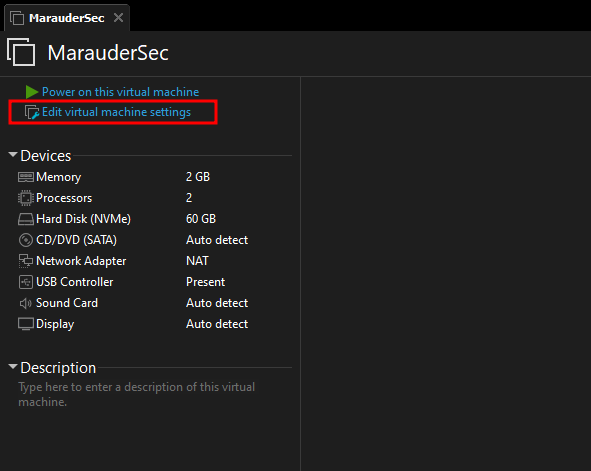 MarauderSec
MarauderSec
Power on this virtual machine
Edit virtual machine settings
Devices
Memory 2 GB
Processors 2
Hard Disk (NVMe) 60 GB
CD/DVD (SATA) Auto detect
Network Adapter NAT
USB Controller Present
Sound Card Auto detect
Display Auto detect
Description
Type here to enter a description of this virtual
machine.